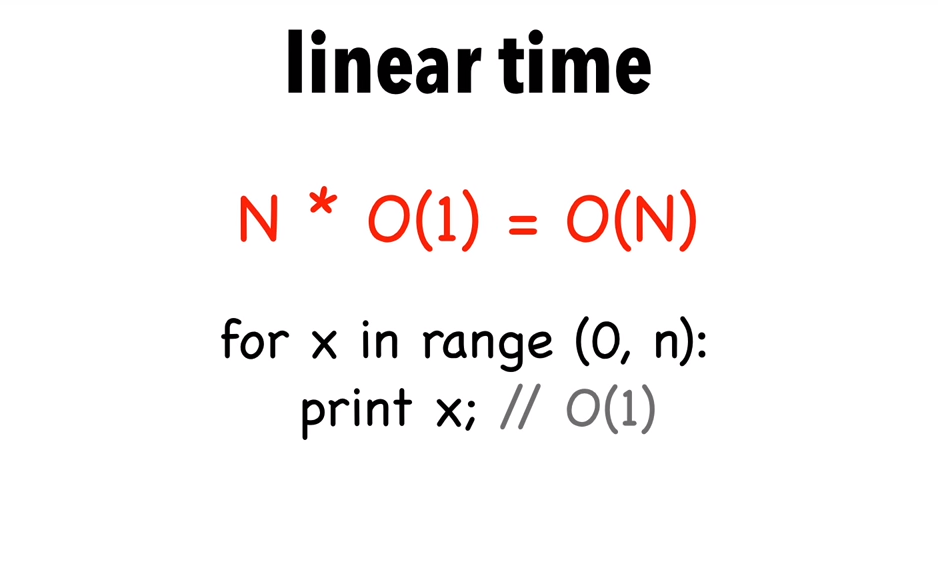 linear time
N * O(1) = O(N)
for x in range (0, n):
print x; // O(1)